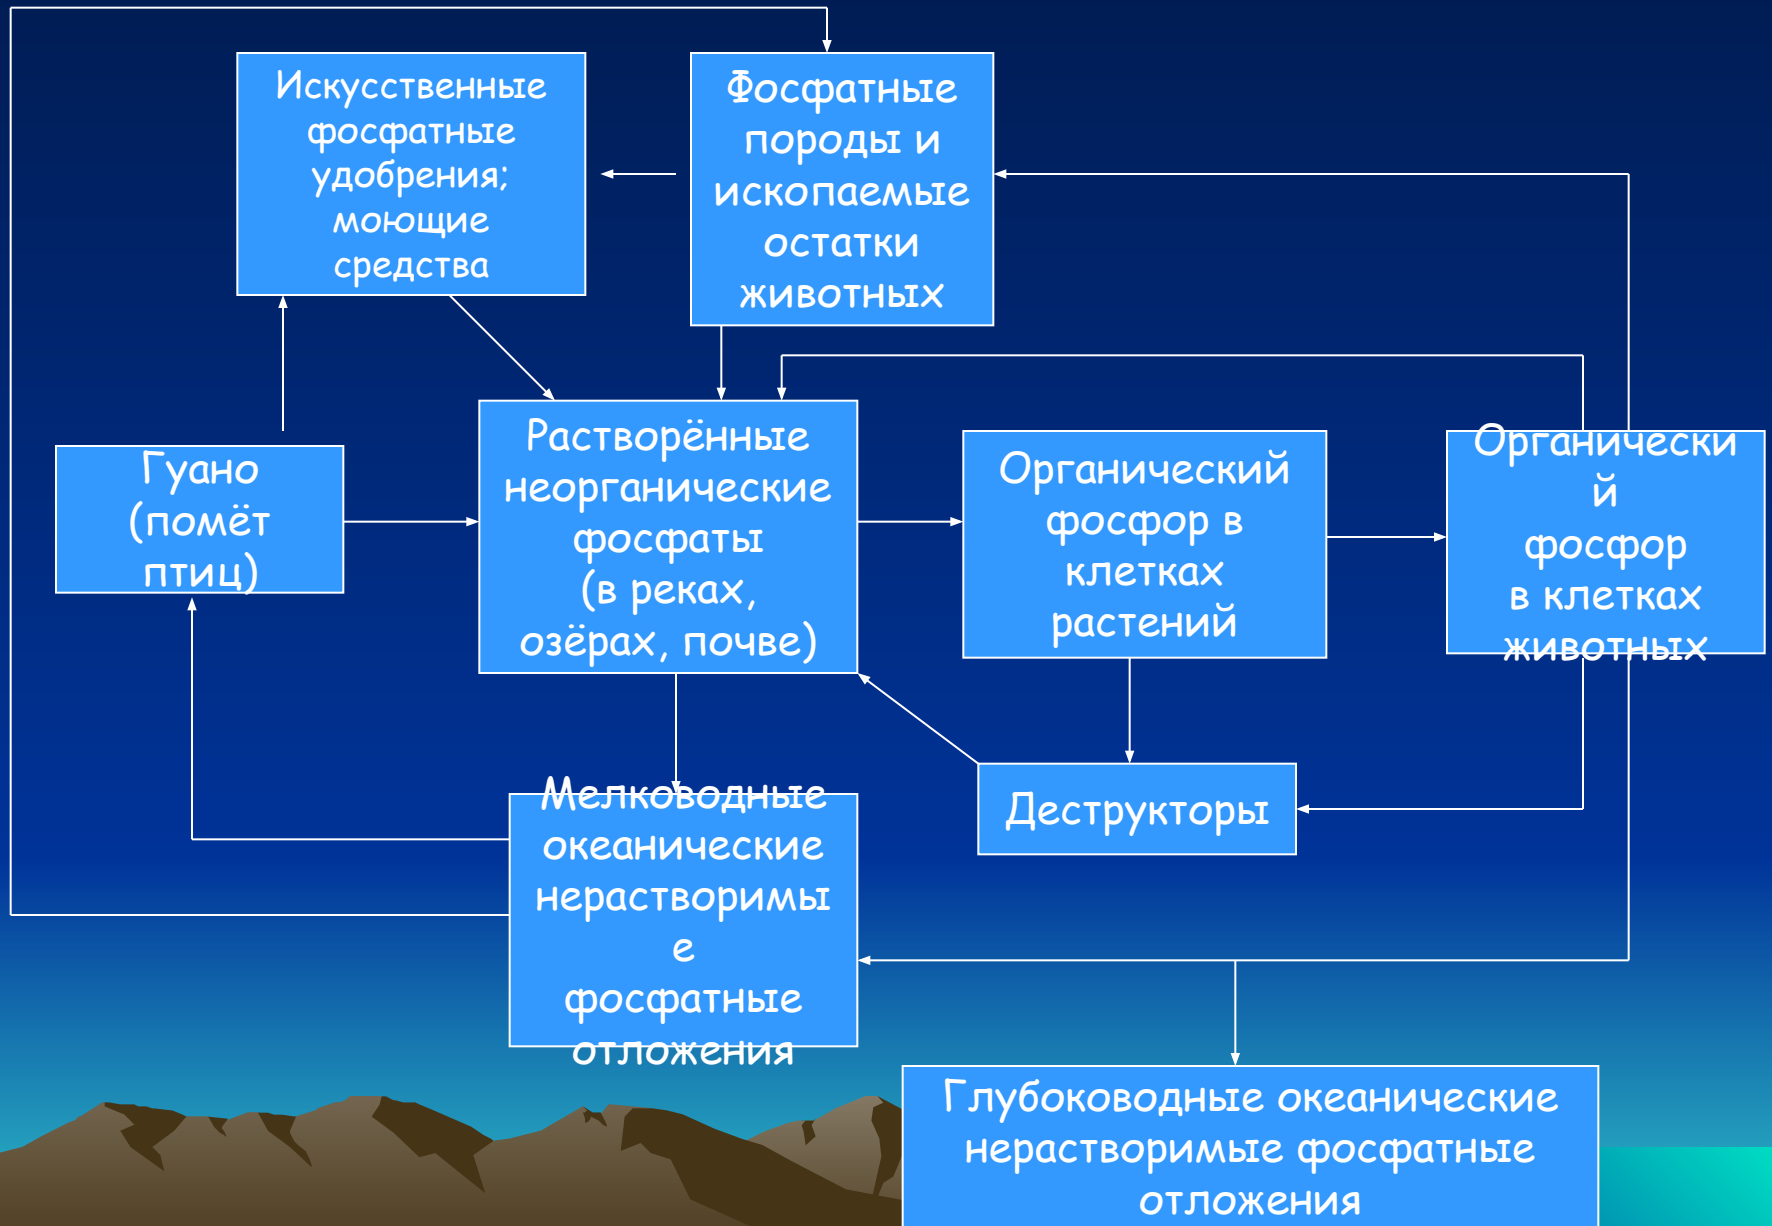 Искусственные
фосфатные
удобрения;
моющие
средства
Фосфатные
породы и
ископаемые
остатки
животных
Гуано
(помёт
птиц)
Растворённые
неорганические
фосфаты
(в реках,
озёрах, почве)
Органический
фосфор в
клетках
растений
Органически
й
фосфор
в клетках
животных
Деструкторы
Мелководные
океанические
нерастворимы
е
фосфатные
отложения
Глубоководные океанические
нерастворимые фосфатные
отложения